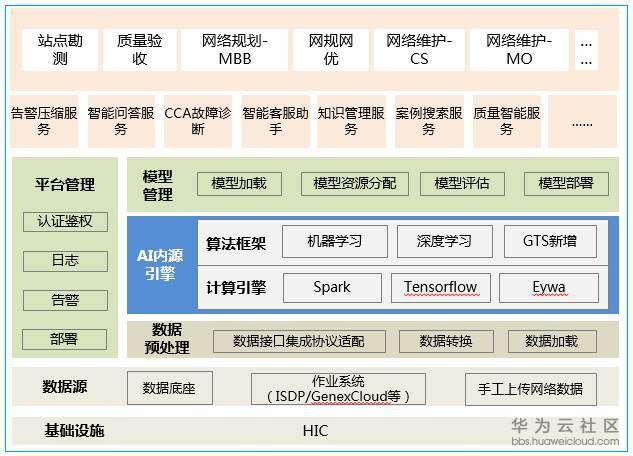 站点勘
测
质量验
收
网络规划-
MBB
网规网
优
网络维护-
CS
网络维护-
MO
...
...
告警压缩服
务
智能问答服
务
CCA故障诊
断
智能客服助
手
知识管理服
务
案例搜索服
务
质量智能服
务
......
平台管理
认证鉴权
日志
告警
部署
模型
管理
模型加载
模型资源分配
模型评估
模型部署
AI内源
引擎
算法框架
机器学习
深度学习
GTS新增
计算引擎
Spark
Tensorflow
Eywa
数据
预处理
数据接口集成协议适配
数据转换
数据加载
数据源
数据底座
作业系统
(ISDP/GenexCloud等)
手工上传网络数据
基础设施
HIC
华为云社区
bbs.huaweicloud.com